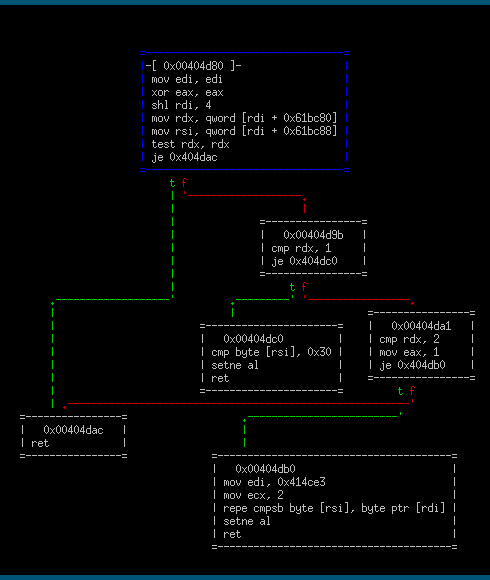 -[ 0x00404d80 ]-
mov edi, edi
xor eax, eax
shl rdi, 4
mov rdx, qword [rdi + 0x61bc80]
mov rsi, qword [rdi + 0x61bc88]
test rdx, rdx
je 0x404dac
t f
0x00404d9b
cmp rdx, 1
je 0x404dc0
t f
0x00404dc0
cmp byte [rsi], 0x30
setne al
ret
0x00404da1
cmp rdx, 2
mov eax, 1
je 0x404db0
t f
0x00404dac
ret
0x00404db0
mov edi, 0x414ce3
mov ecx, 2
repe cmpsb byte [rsi], byte ptr [rdi]
setne al
ret